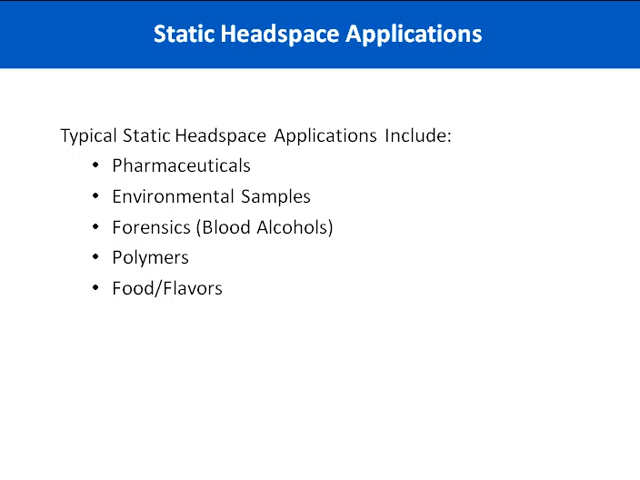 Static Headspace Applications
Typical Static Headspace Applications Include:
• Pharmaceuticals
• Environmental Samples
• Forensics (Blood Alcohols)
• Polymers
• Food/Flavors